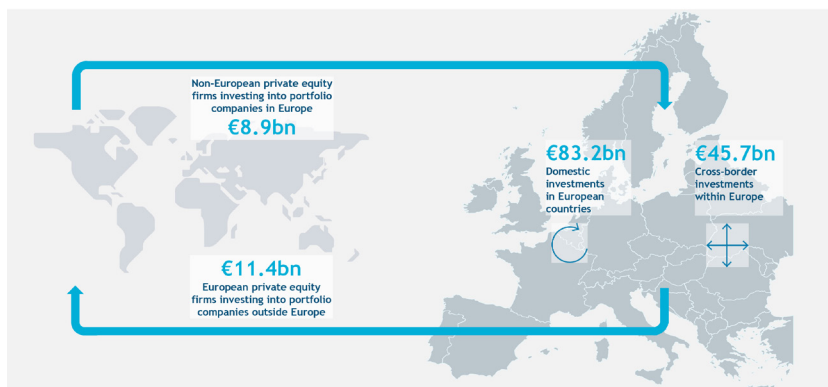 Non-European private equity
firms investing into portfolio
companies in Europe
€8.9bn
€83.2bn
Domestic
investments
in European
countries
€45.7bn
Cross-border
investments
within Europe
€11.4bn
European private equity
firms investing into portfolio
companies outside Europe